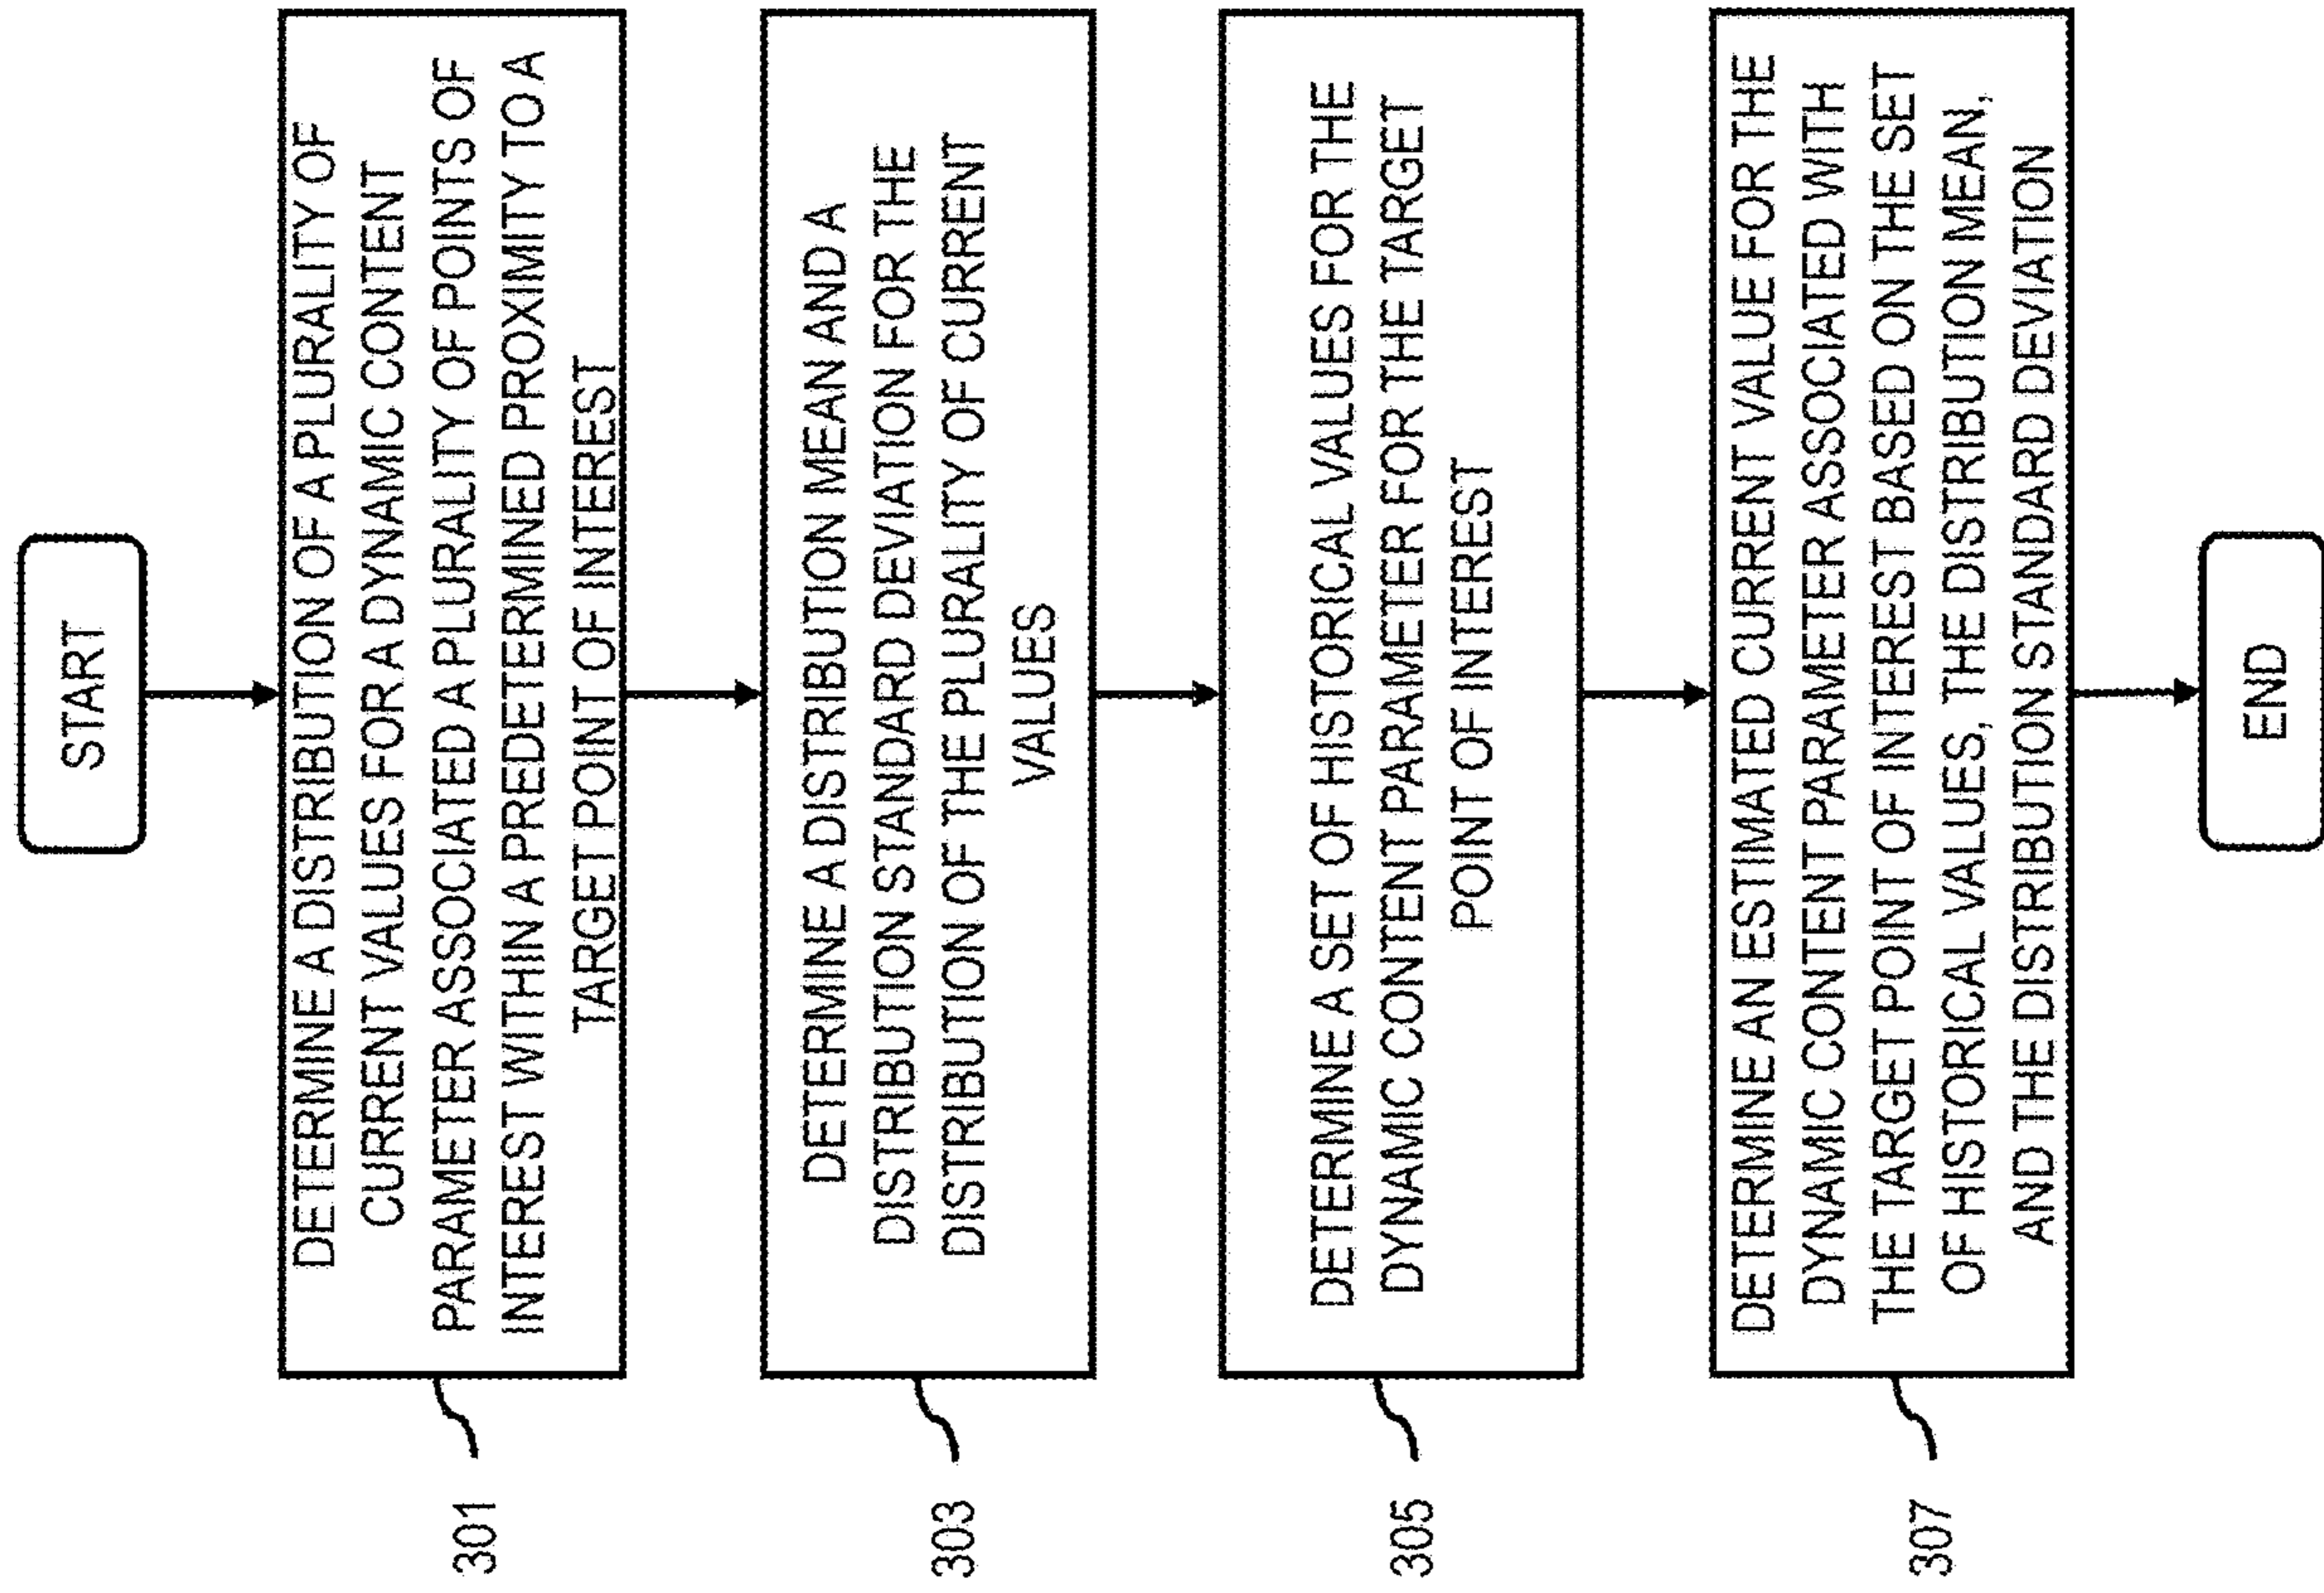 START
DETERMINE A DISTRIBUTION OF A PLURALITY OF
CURRENT VALUES FOR A DYNAMIC CONTENT
PARAMETER ASSOCIATED A PLURALITY OF POINTS OF
INTEREST WITHIN A PREDETERMINED PROXIMITY TO A
TARGET POINT OF INTEREST
301
DETERMINE A DISTRIBUTION MEAN AND A
DISTRIBUTION STANDARD DEVIATION FOR THE
DISTRIBUTION OF THE PLURALITY OF CURRENT
VALUES
303
DETERMINE A SET OF HISTORICAL VALUES FOR THE
DYNAMIC CONTENT PARAMETER FOR THE TARGET
POINT OF INTEREST
305
DETERMINE AN ESTIMATED CURRENT VALUE FOR THE
DYNAMIC CONTENT PARAMETER ASSOCIATED WITH
THE TARGET POINT OF INTEREST BASED ON THE SET
OF HISTORICAL VALUES, THE DISTRIBUTION MEAN,
AND THE DISTRIBUTION STANDARD DEVIATION
307
END